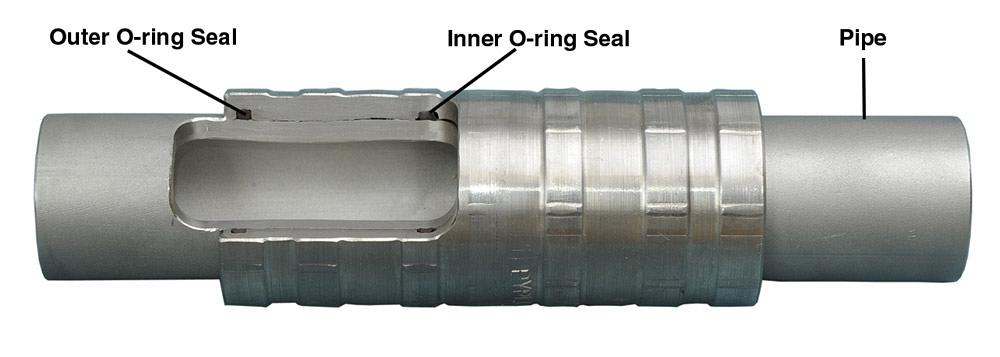 Outer O-ring Seal
Inner O-ring Seal
Pipe